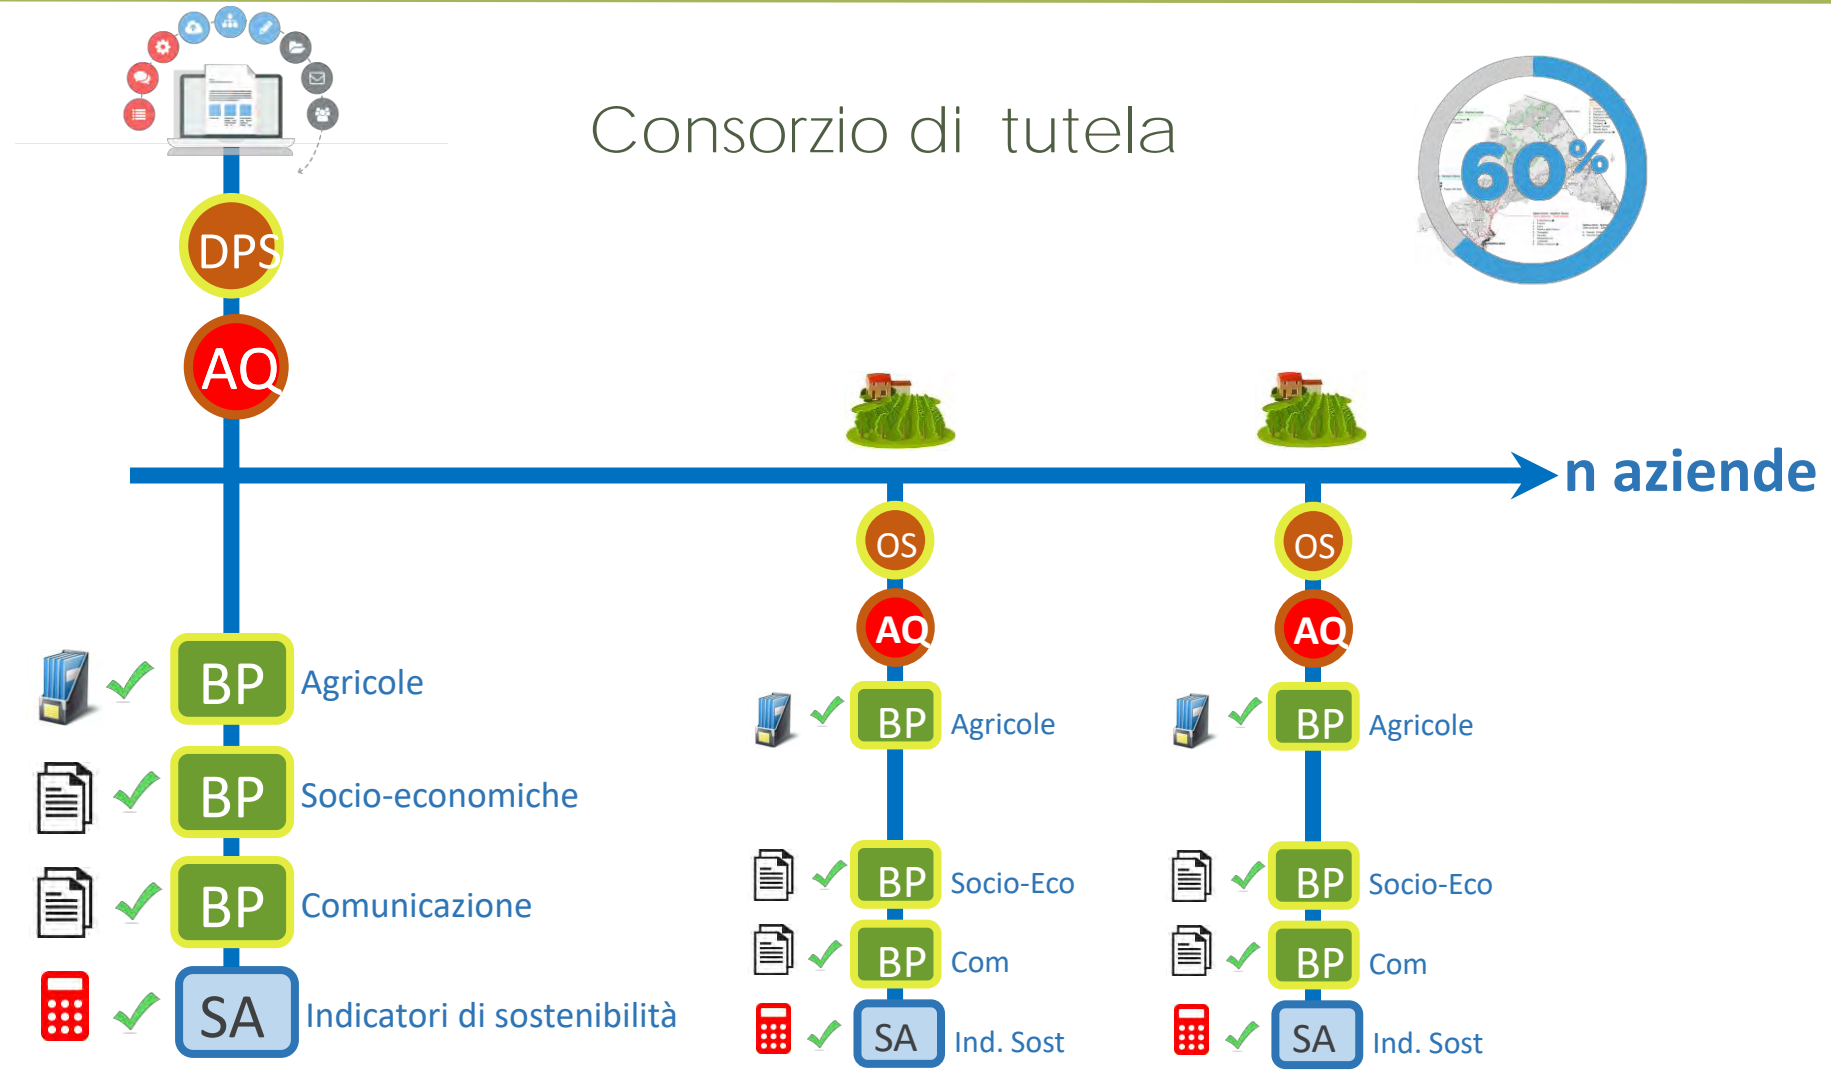 Consorzio di tutela
60%
DPS
AQ
n aziende
BP Agricole
BP Socio-economiche
BP Comunicazione
SA Indicatori di sostenibilità
OS
AQ
BP Agricole
BP Socio-Eco
BP Com
SA Ind. Sost
OS
AQ
BP Agricole
BP Socio-Eco
BP Com
SA Ind. Sost